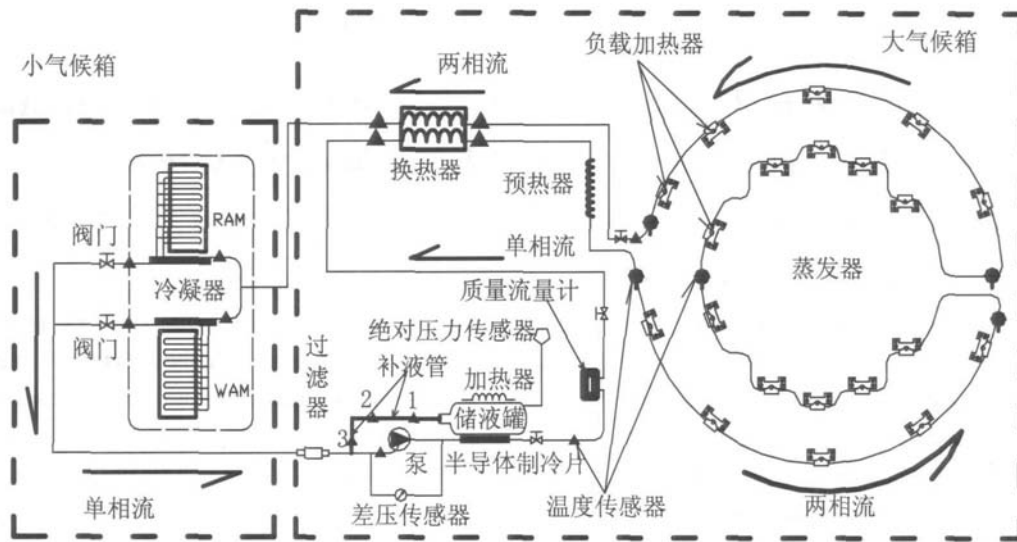 负载加热器
大气候箱
小气候箱
两相流
换热器
预热器
RAM
阀门
单相流
蒸发器
冷凝器
质量流量计
绝对压力传感器
阀门
过滤器
补液管
加热器
WAM
2
1
储液罐
3
泵
半导体制冷片
单相流
差压传感器
温度传感器
两相流